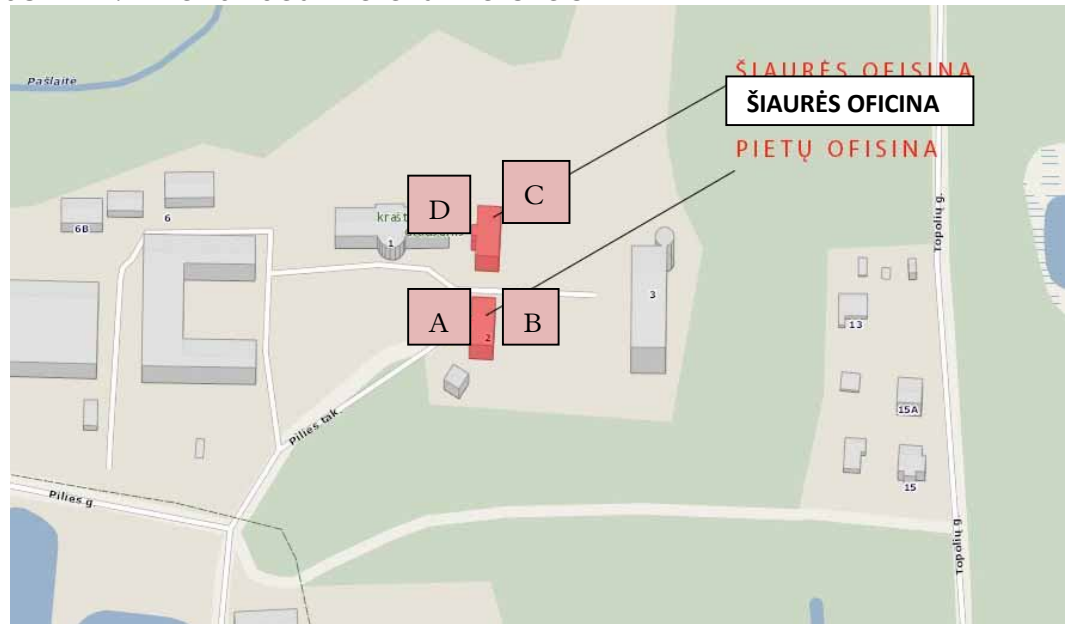 ŠIAURĖS OFISINA
ŠIAURĖS OFICINA
PIETŲ OFISINA
Pašlaitė
6B
6
D
C
krašt
1
3
A
B
2
13
15A
15
Pilies tak.
Pilies g.
Topolių g.
Topolių g.